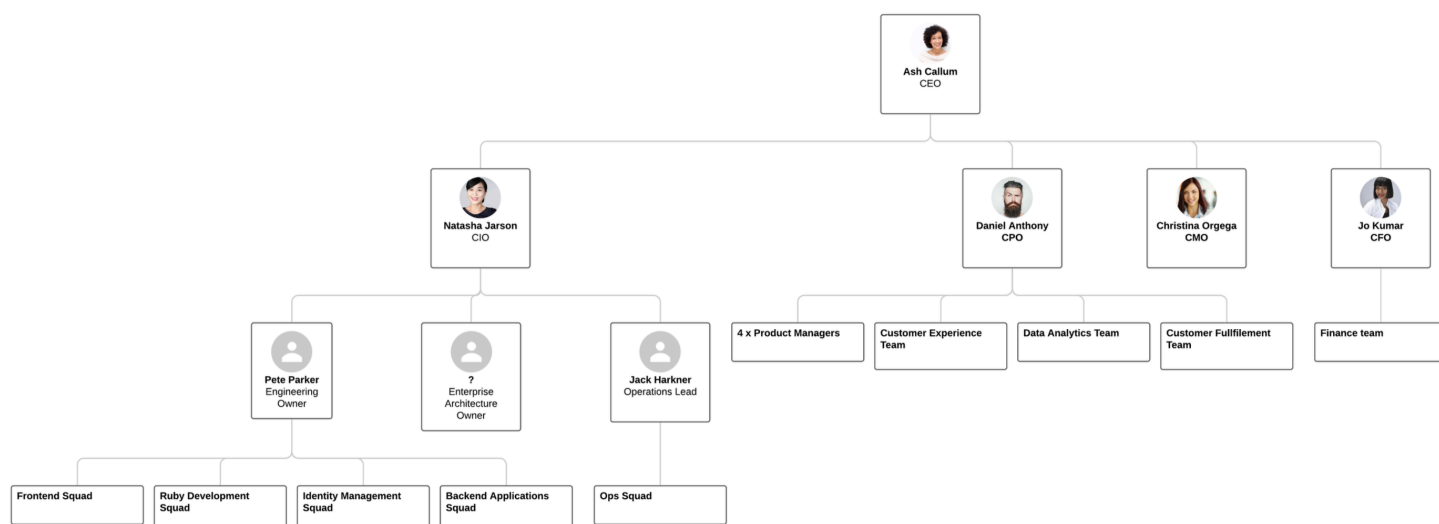 Ash Callum
CEO
Natasha Jarson
CIO
Daniel Anthony
CPO
Christina Orgega
CMO
Jo Kumar
CFO
Pete Parker
Engineering
Owner
?
Enterprise
Architecture
Owner
Jack Harkner
Operations Lead
4 x Product Managers
Customer Experience
Team
Data Analytics Team
Customer Fullfilement
Team
Finance team
Frontend Squad
Ruby Development
Squad
Identity Management
Squad
Backend Applications
Squad
Ops Squad